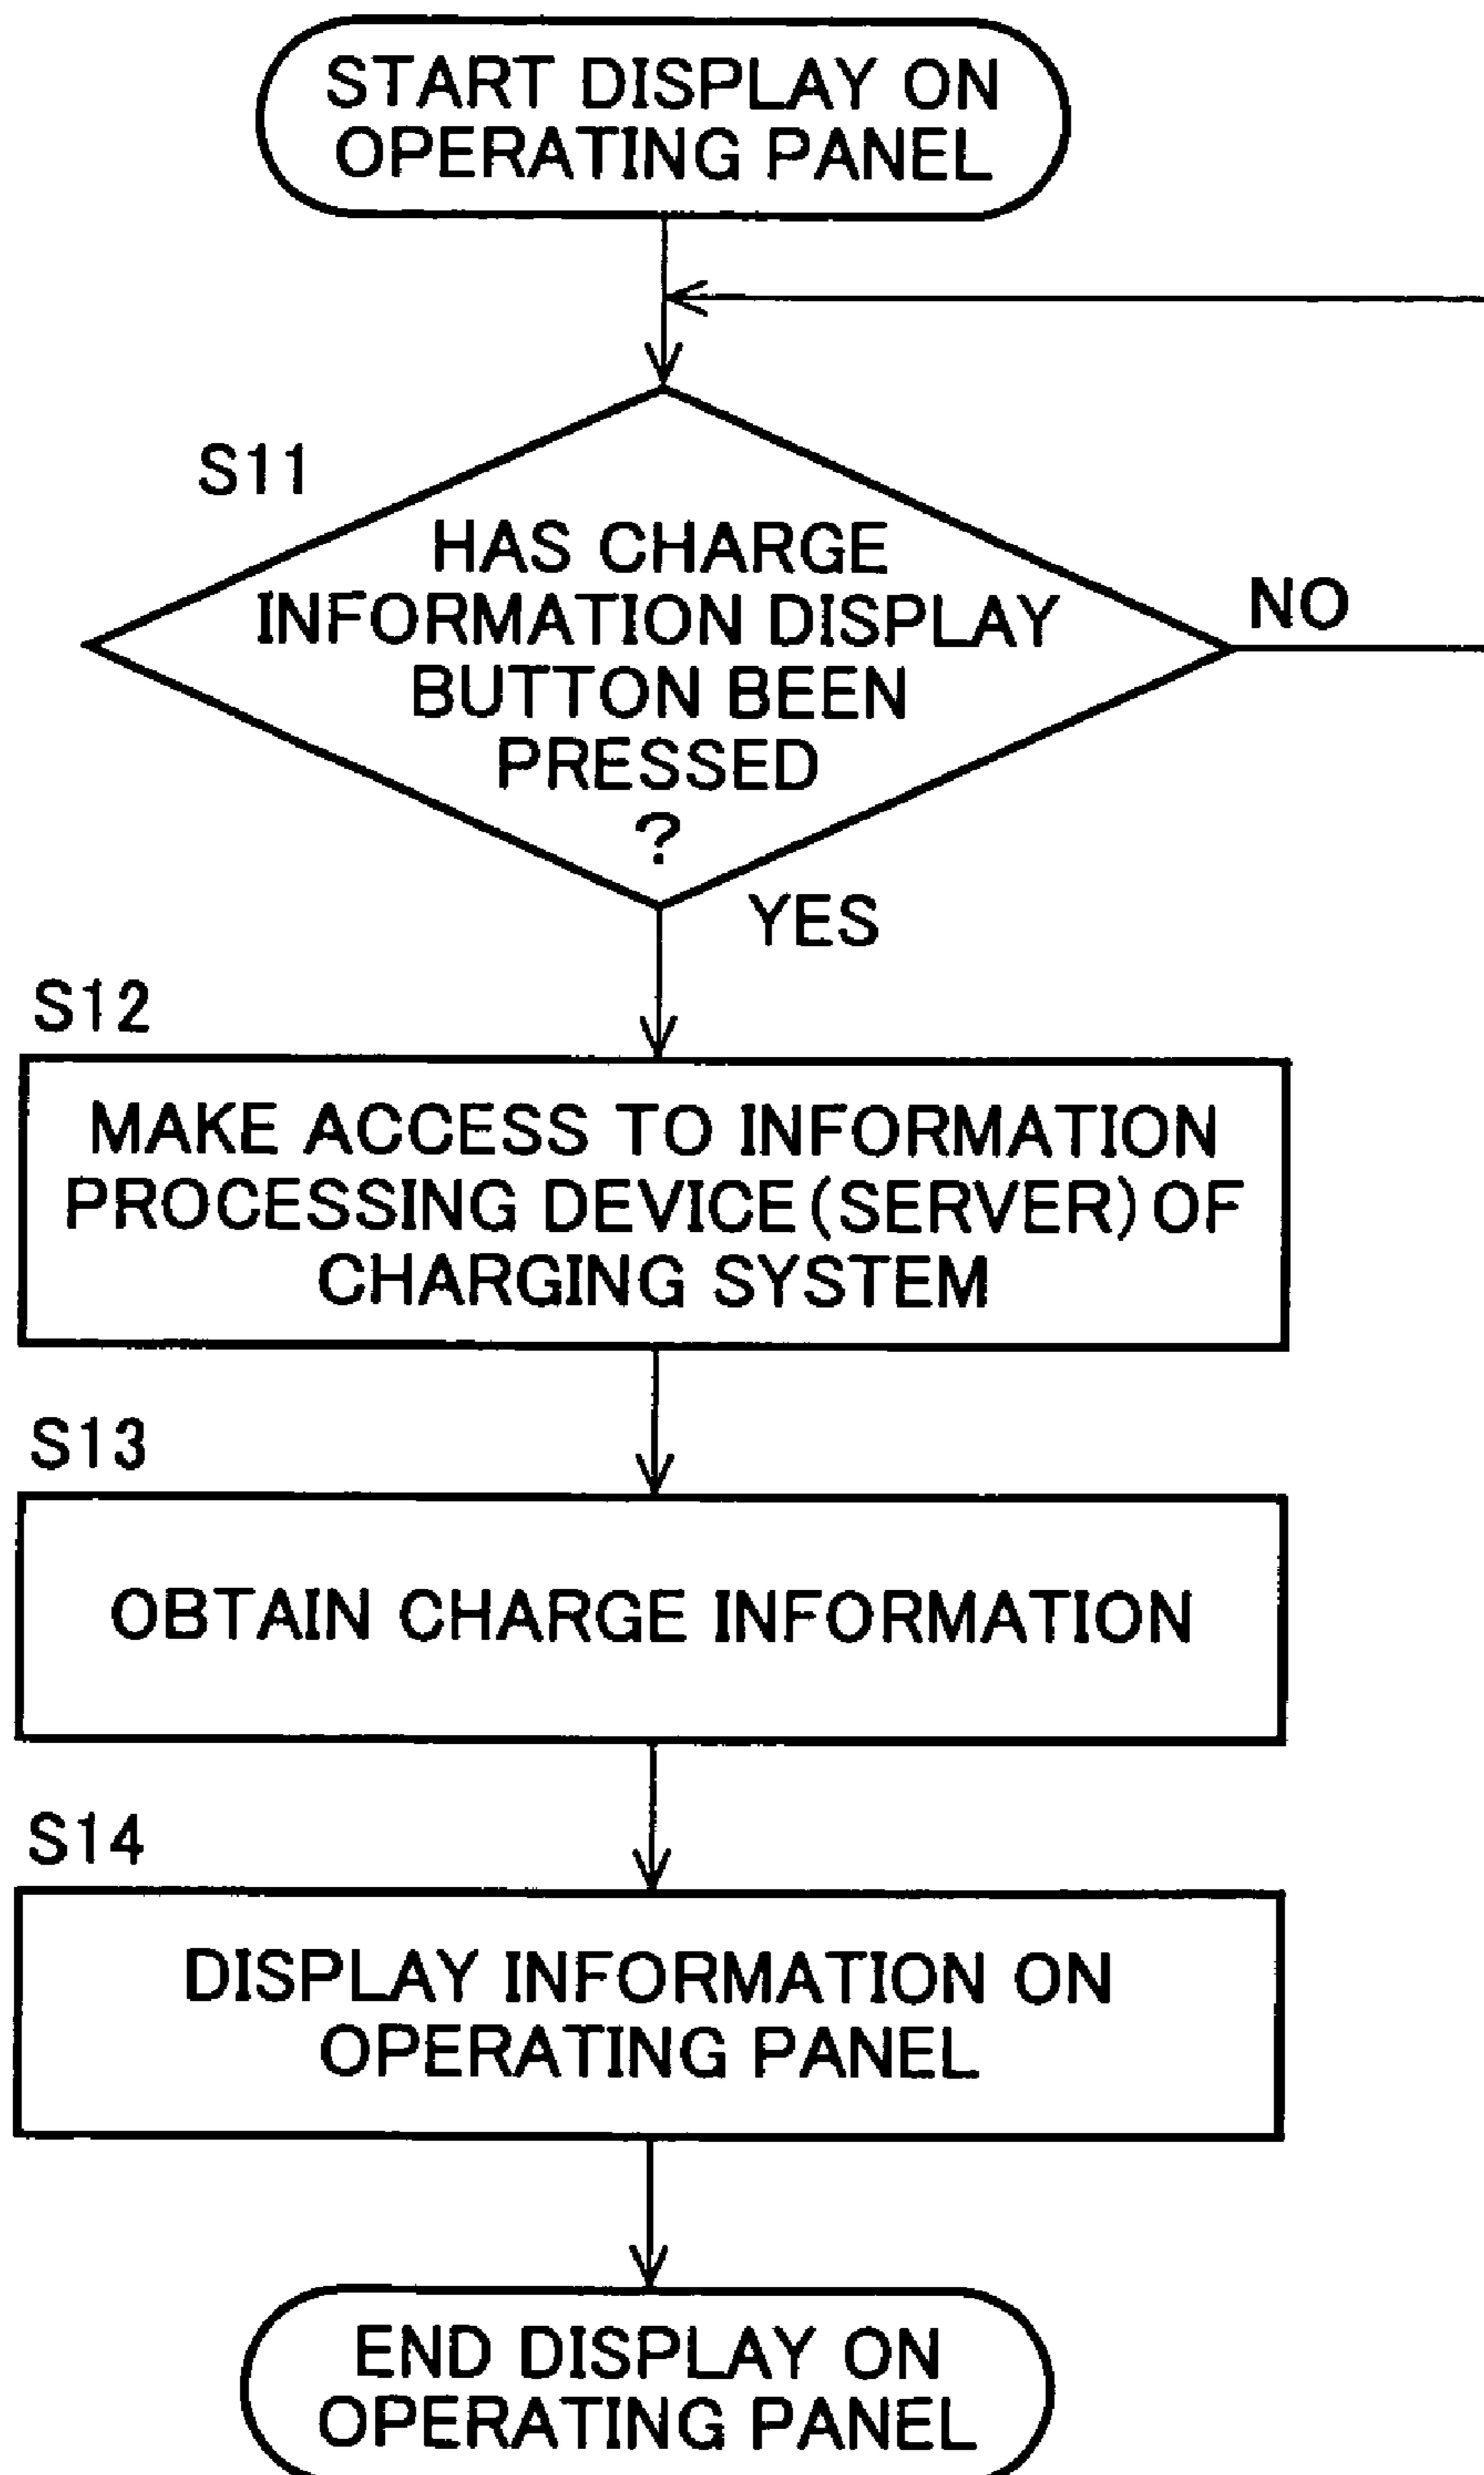 START DISPLAY ON
OPERATING PANEL
S11
HAS CHARGE
INFORMATION DISPLAY
BUTTON BEEN
PRESSED
?
NO
YES
S12
MAKE ACCESS TO INFORMATION
PROCESSING DEVICE (SERVER) OF
CHARGING SYSTEM
S13
OBTAIN CHARGE INFORMATION
S14
DISPLAY INFORMATION ON
OPERATING PANEL
END DISPLAY ON
OPERATING PANEL